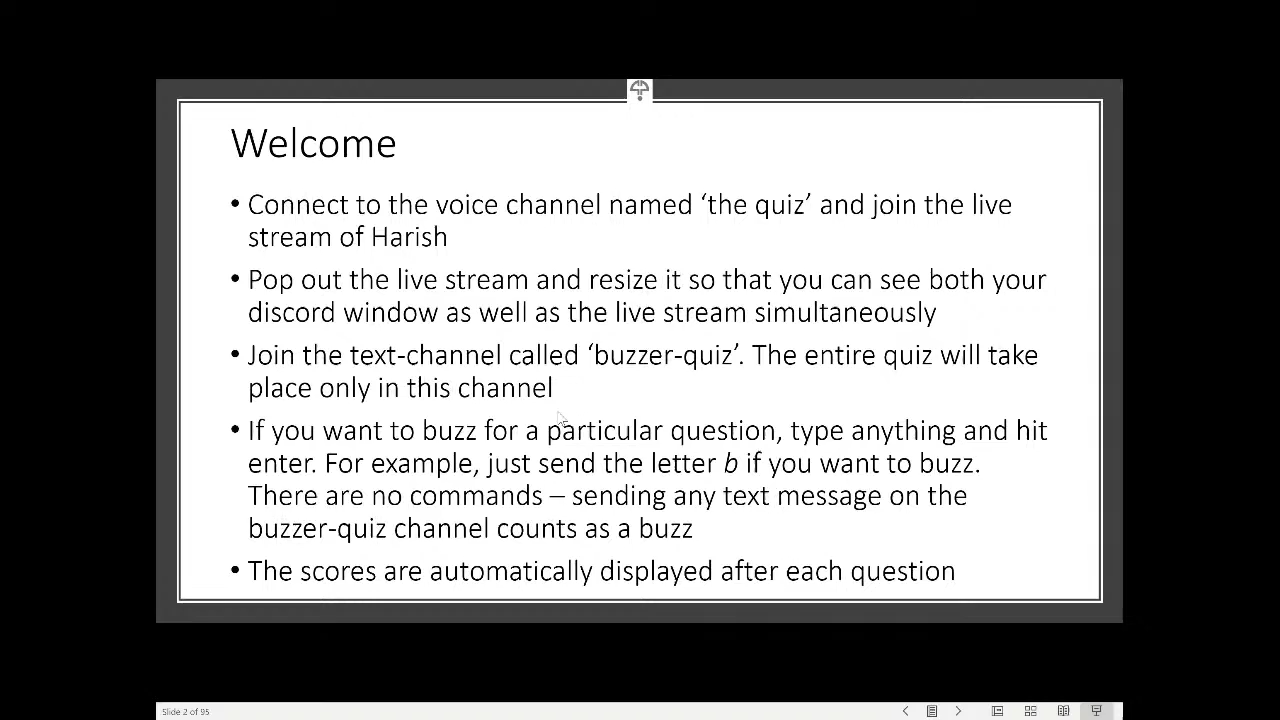 Welcome
• Connect to the voice channel named ‘the quiz’ and join the live
stream of Harish
• Pop out the live stream and resize it so that you can see both your
discord window as well as the live stream simultaneously
• Join the text-channel called ‘buzzer-quiz’. The entire quiz will take
place only in this channel
• If you want to buzz for a particular question, type anything and hit
enter. For example, just send the letter b if you want to buzz.
There are no commands – sending any text message on the
buzzer-quiz channel counts as a buzz
• The scores are automatically displayed after each question
Slide 2 of 95